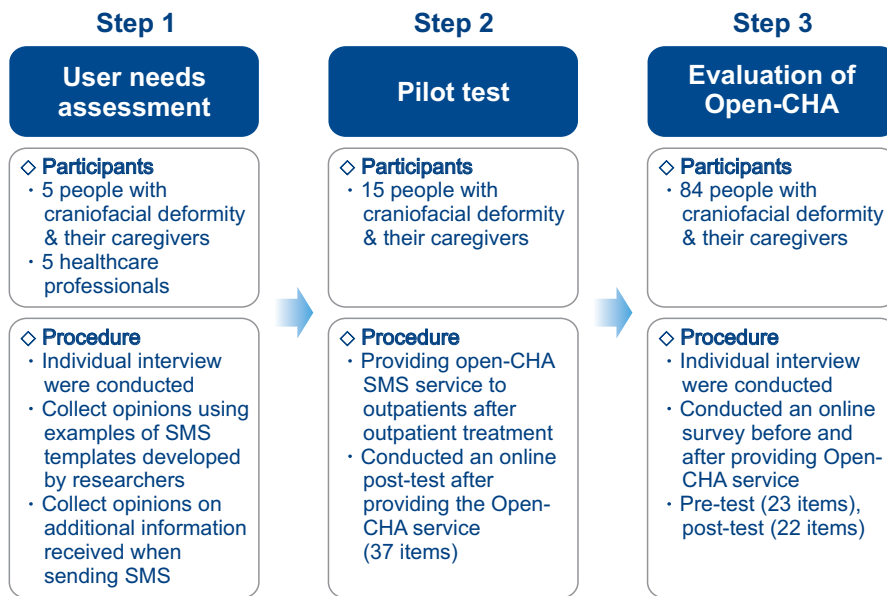 Step 1
User needs
assessment
◇ Participants
· 5 people with
craniofacial deformity
& their caregivers
· 5 healthcare
professionals
◇ Procedure
· Individual interview
were conducted
· Collect opinions using
examples of SMS
templates developed
by researchers
· Collect opinions on
additional information
received when
sending SMS
Step 2
Pilot test
◇ Participants
· 15 people with
craniofacial deformity
& their caregivers
◇ Procedure
· Providing open-CHA
SMS service to
outpatients after
outpatient treatment
· Conducted an online
post-test after
providing the Open-
CHA service
(37 items)
Step 3
Evaluation of
Open-CHA
◇ Participants
· 84 people with
craniofacial deformity
& their caregivers
◇ Procedure
· Individual interview
were conducted
· Conducted an online
survey before and
after providing Open-
CHA service
· Pre-test (23 items),
post-test (22 items)